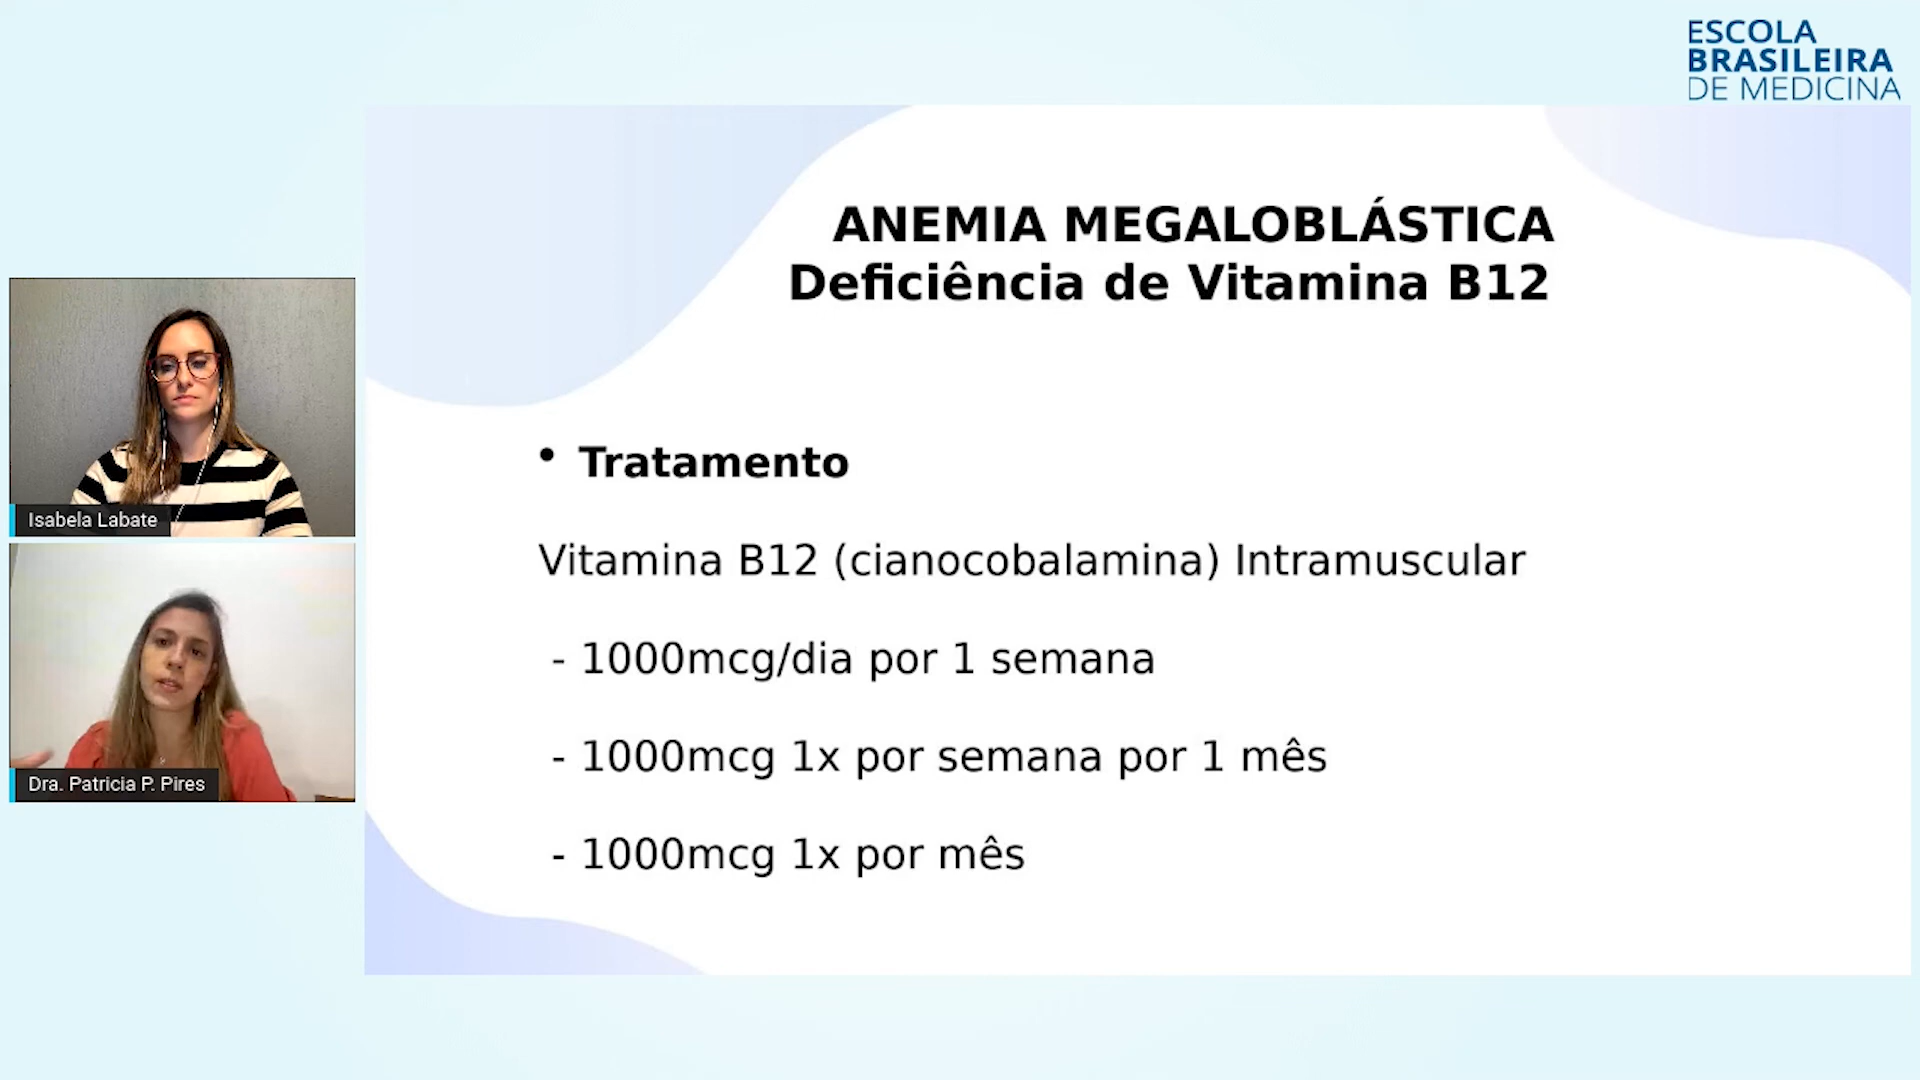 ESCOLA
BRASILEIRA
DE MEDICINA
ANEMIA MEGALOBLÁSTICA
Deficiência de Vitamina B12
• Tratamento
Vitamina B12 (cianocobalamina) Intramuscular
- 1000mcg/dia por 1 semana
- 1000mcg 1x por semana por 1 mês
- 1000mcg 1x por mês
Isabela Labate
Dra. Patricia P. Pires